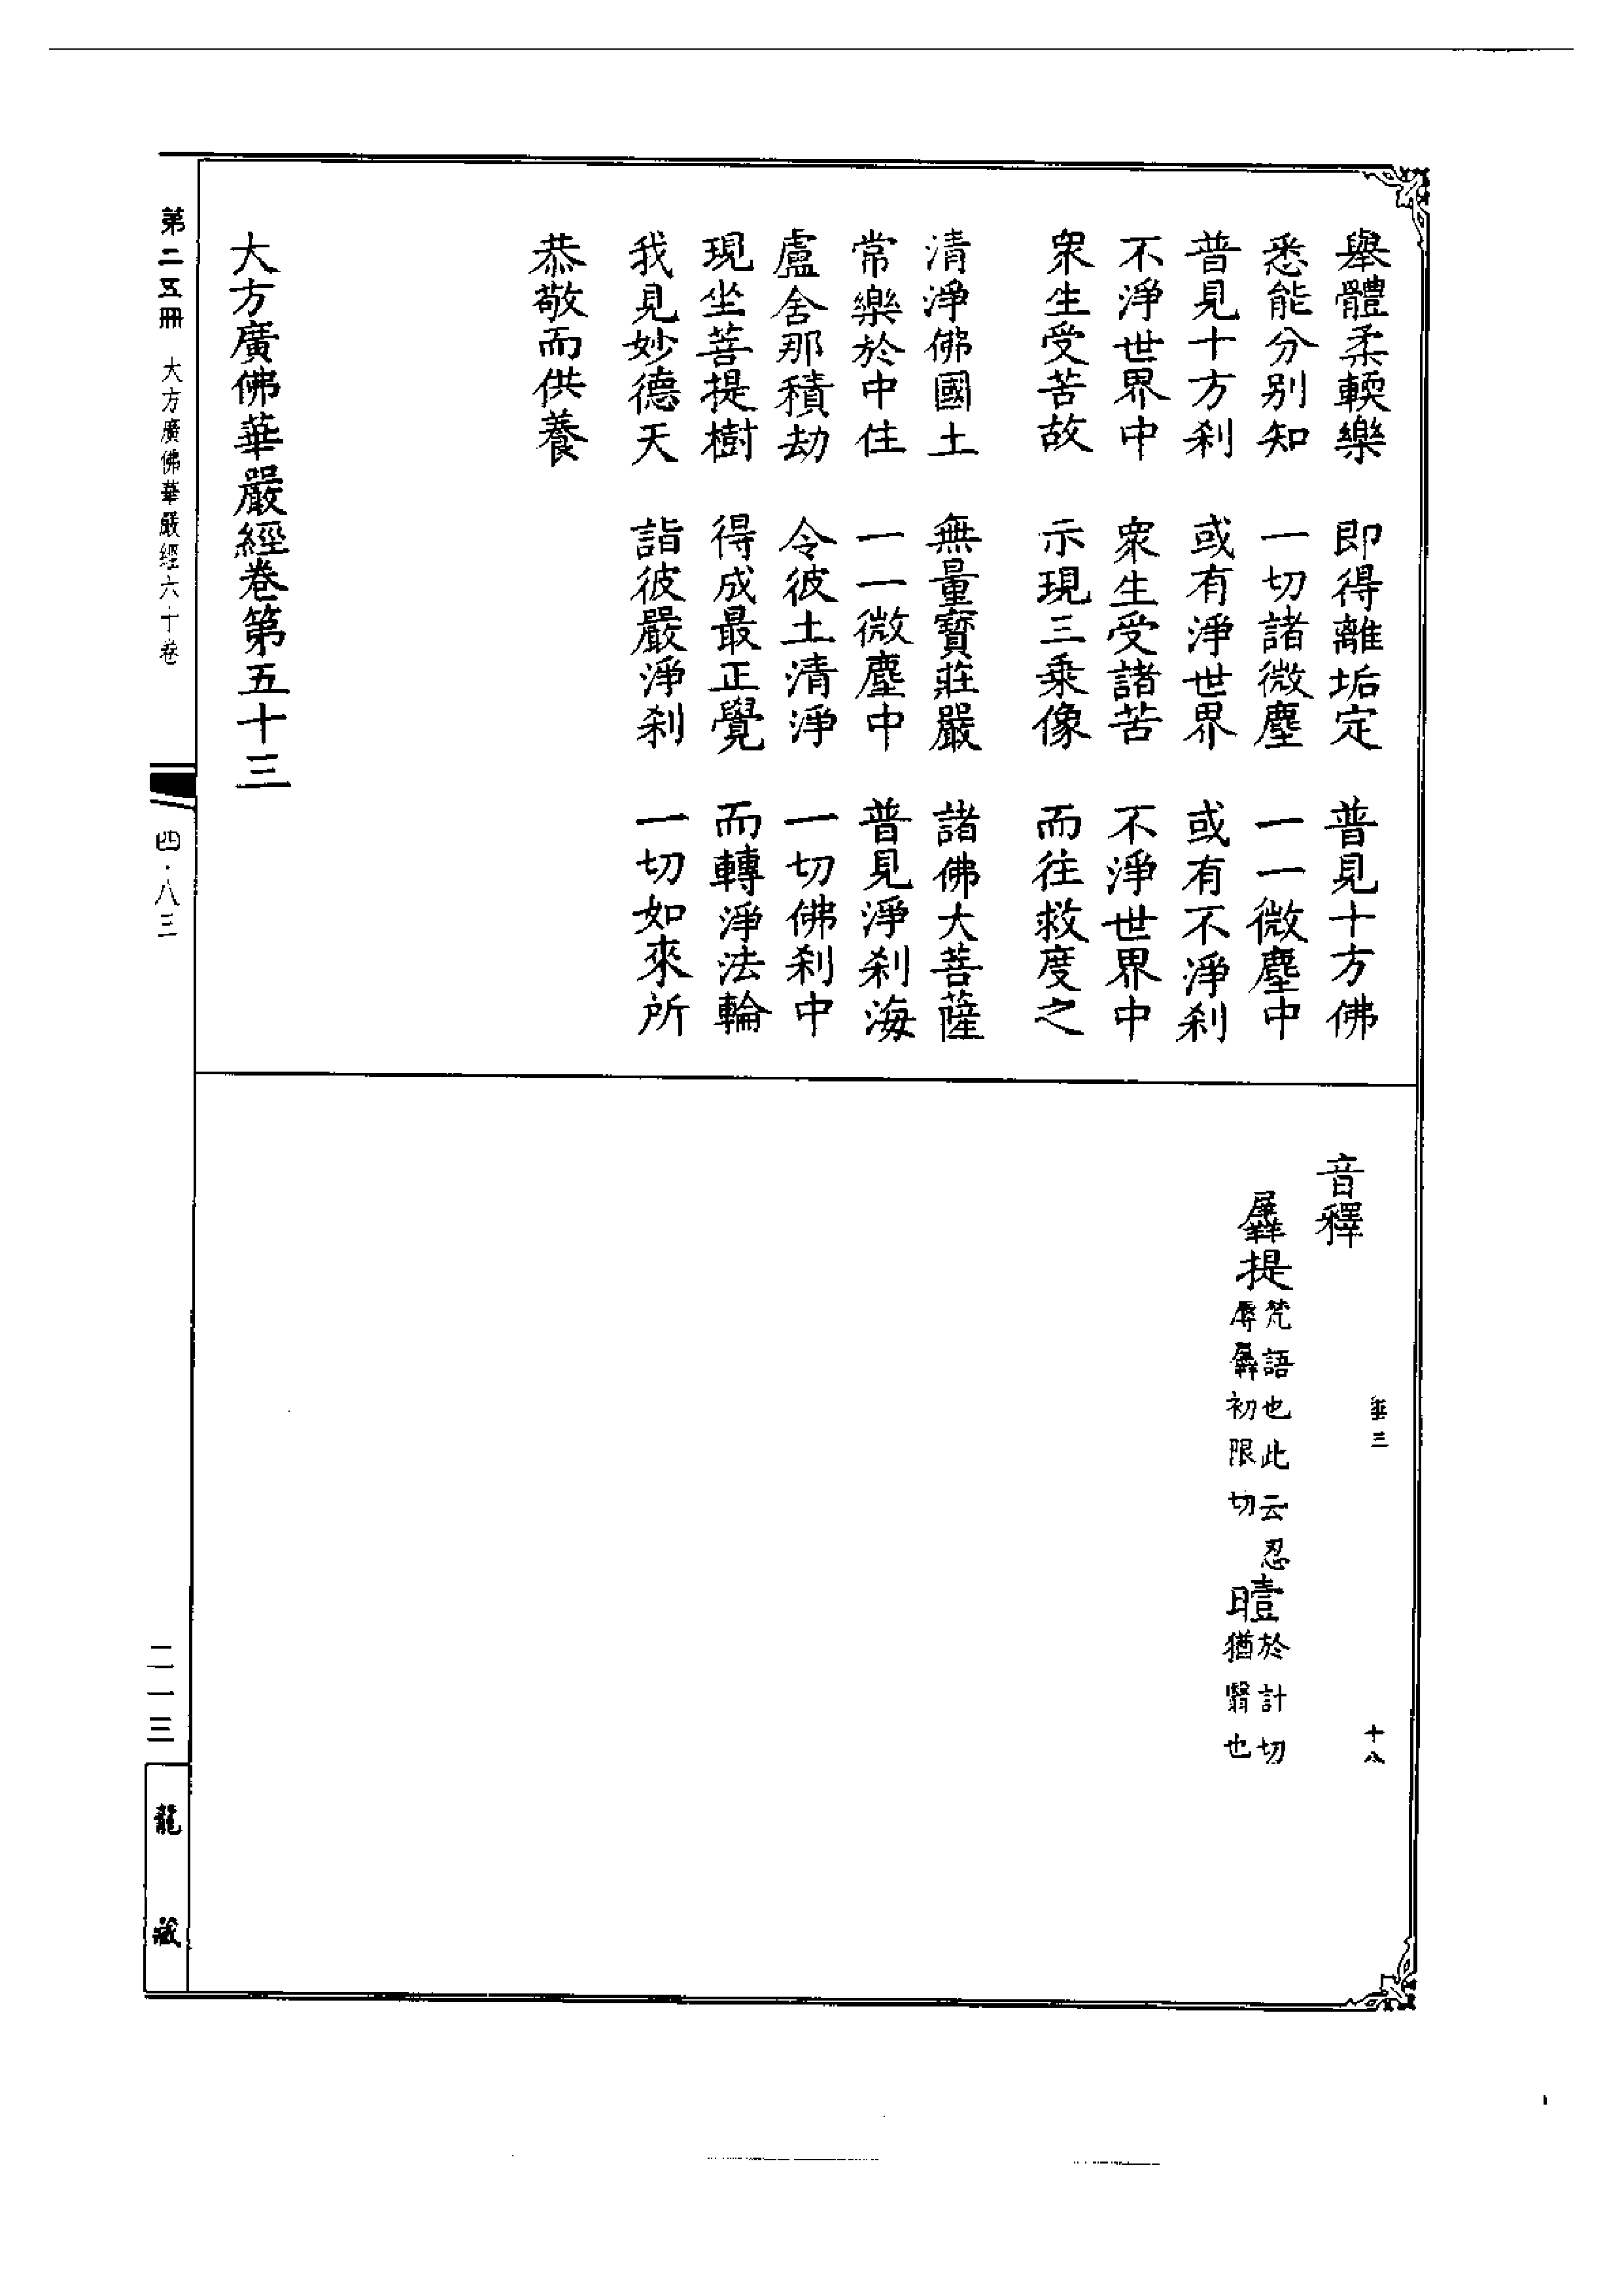 舉體柔輭樂　即得離垢定　普見十方佛
悉能分别知　一切諸微塵　一一微塵中
普見十方刹　或有淨世界　或有不淨刹
不淨世界中　衆生受諸苦　不淨世界中
衆生受苦故　示現三乘像　而往救度之
清淨佛國土　無量寶莊嚴　諸佛大菩薩
常樂於中住　一一微塵中　普見淨刹海
盧舍那積劫　令彼土清淨　一切佛刹中
現坐菩提樹　得成最正覺　而轉淨法輪
我見妙德天　詣彼嚴淨刹　一切如來所
恭敬而供養
大方廣佛華嚴經卷第五十三
音釋
羼提 梵語也此云忍辱羼初限切 曀 於計切猶翳也
三
十八
第二五冊　大方廣佛華嚴經六十卷
四·八三
二一三
龍藏